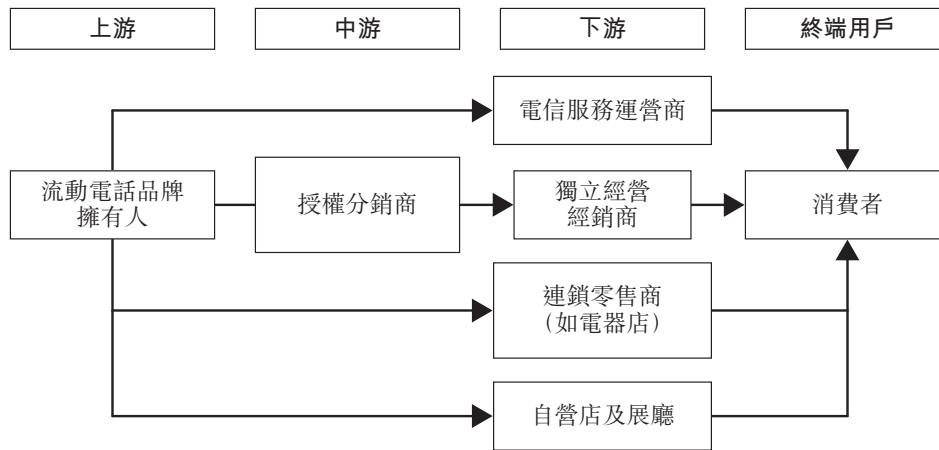 上游
中游
下游
終端用戶
電信服務運營商
流動電話品牌
擁有人
授權分銷商
獨立經營
經銷商
消費者
連鎖零售商
（如電器店）
自營店及展廳